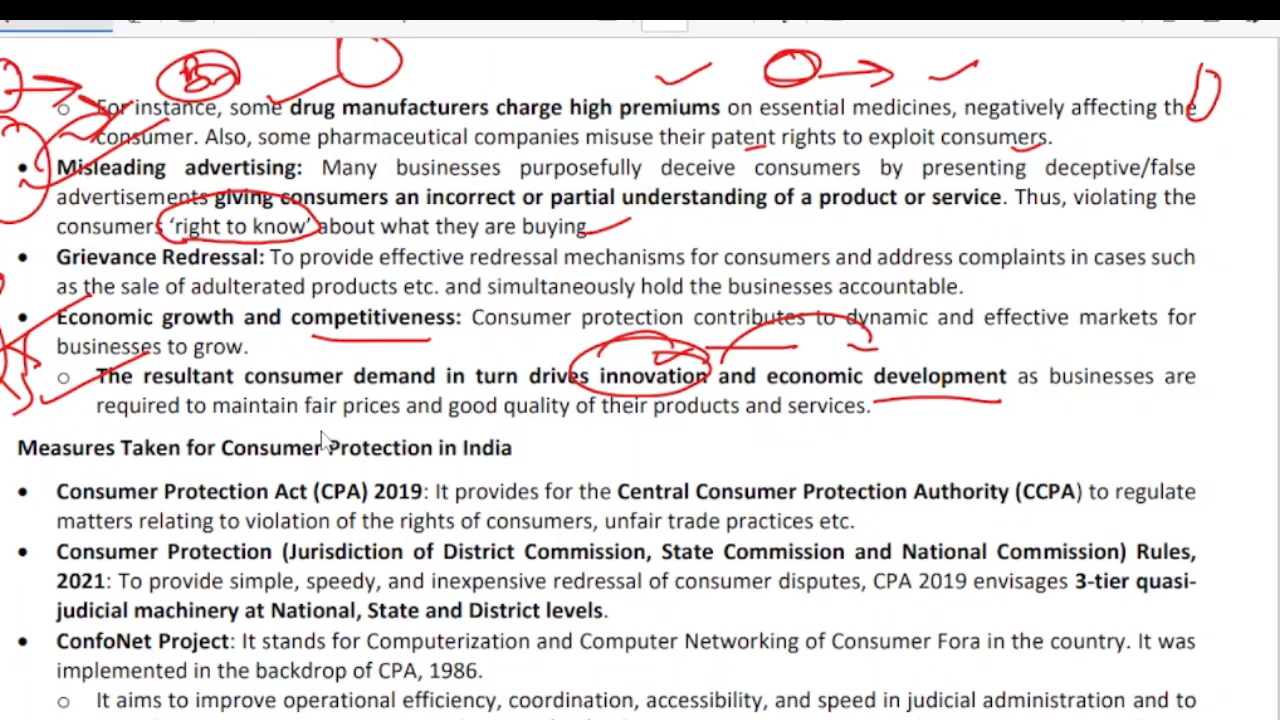 o For instance, some drug manufacturers charge high premiums on essential medicines, negatively affecting the
consumer. Also, some pharmaceutical companies misuse their patent rights to exploit consumers.
• Misleading advertising: Many businesses purposefully deceive consumers by presenting deceptive/false
advertisements giving consumers an incorrect or partial understanding of a product or service. Thus, violating the
consumers ‘right to know’ about what they are buying.
• Grievance Redressal: To provide effective redressal mechanisms for consumers and address complaints in cases such
as the sale of adulterated products etc. and simultaneously hold the businesses accountable.
• Economic growth and competitiveness: Consumer protection contributes to dynamic and effective markets for
businesses to grow.
o The resultant consumer demand in turn drives innovation and economic development as businesses are
required to maintain fair prices and good quality of their products and services.
Measures Taken for Consumer Protection in India
• Consumer Protection Act (CPA) 2019: It provides for the Central Consumer Protection Authority (CCPA) to regulate
matters relating to violation of the rights of consumers, unfair trade practices etc.
• Consumer Protection (Jurisdiction of District Commission, State Commission and National Commission) Rules,
2021: To provide simple, speedy, and inexpensive redressal of consumer disputes, CPA 2019 envisages 3-tier quasi-
judicial machinery at National, State and District levels.
• ConfoNet Project: It stands for Computerization and Computer Networking of Consumer Fora in the country. It was
implemented in the backdrop of CPA, 1986.
o It aims to improve operational efficiency, coordination, accessibility, and speed in judicial administration and to